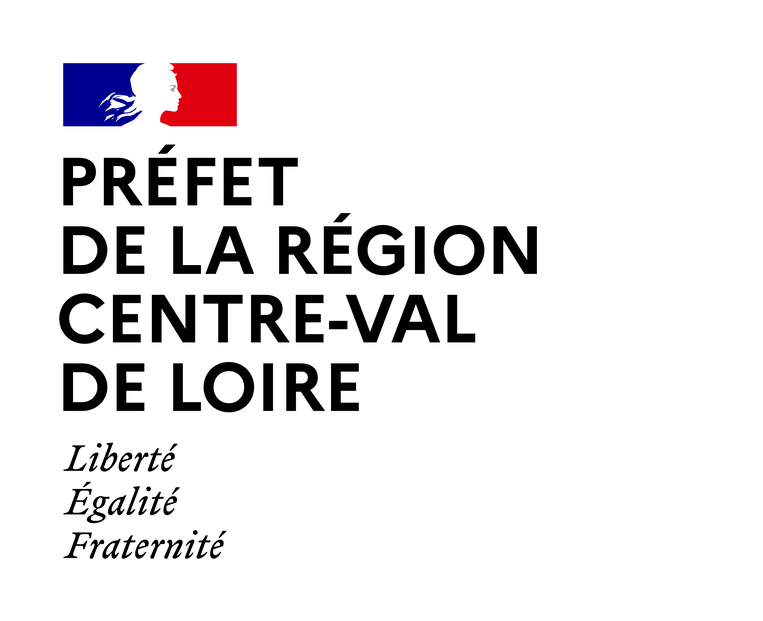 PRÉFET
DE LA RÉGION
CENTRE-VAL
DE LOIRE
Liberté
Égalité
Fraternité